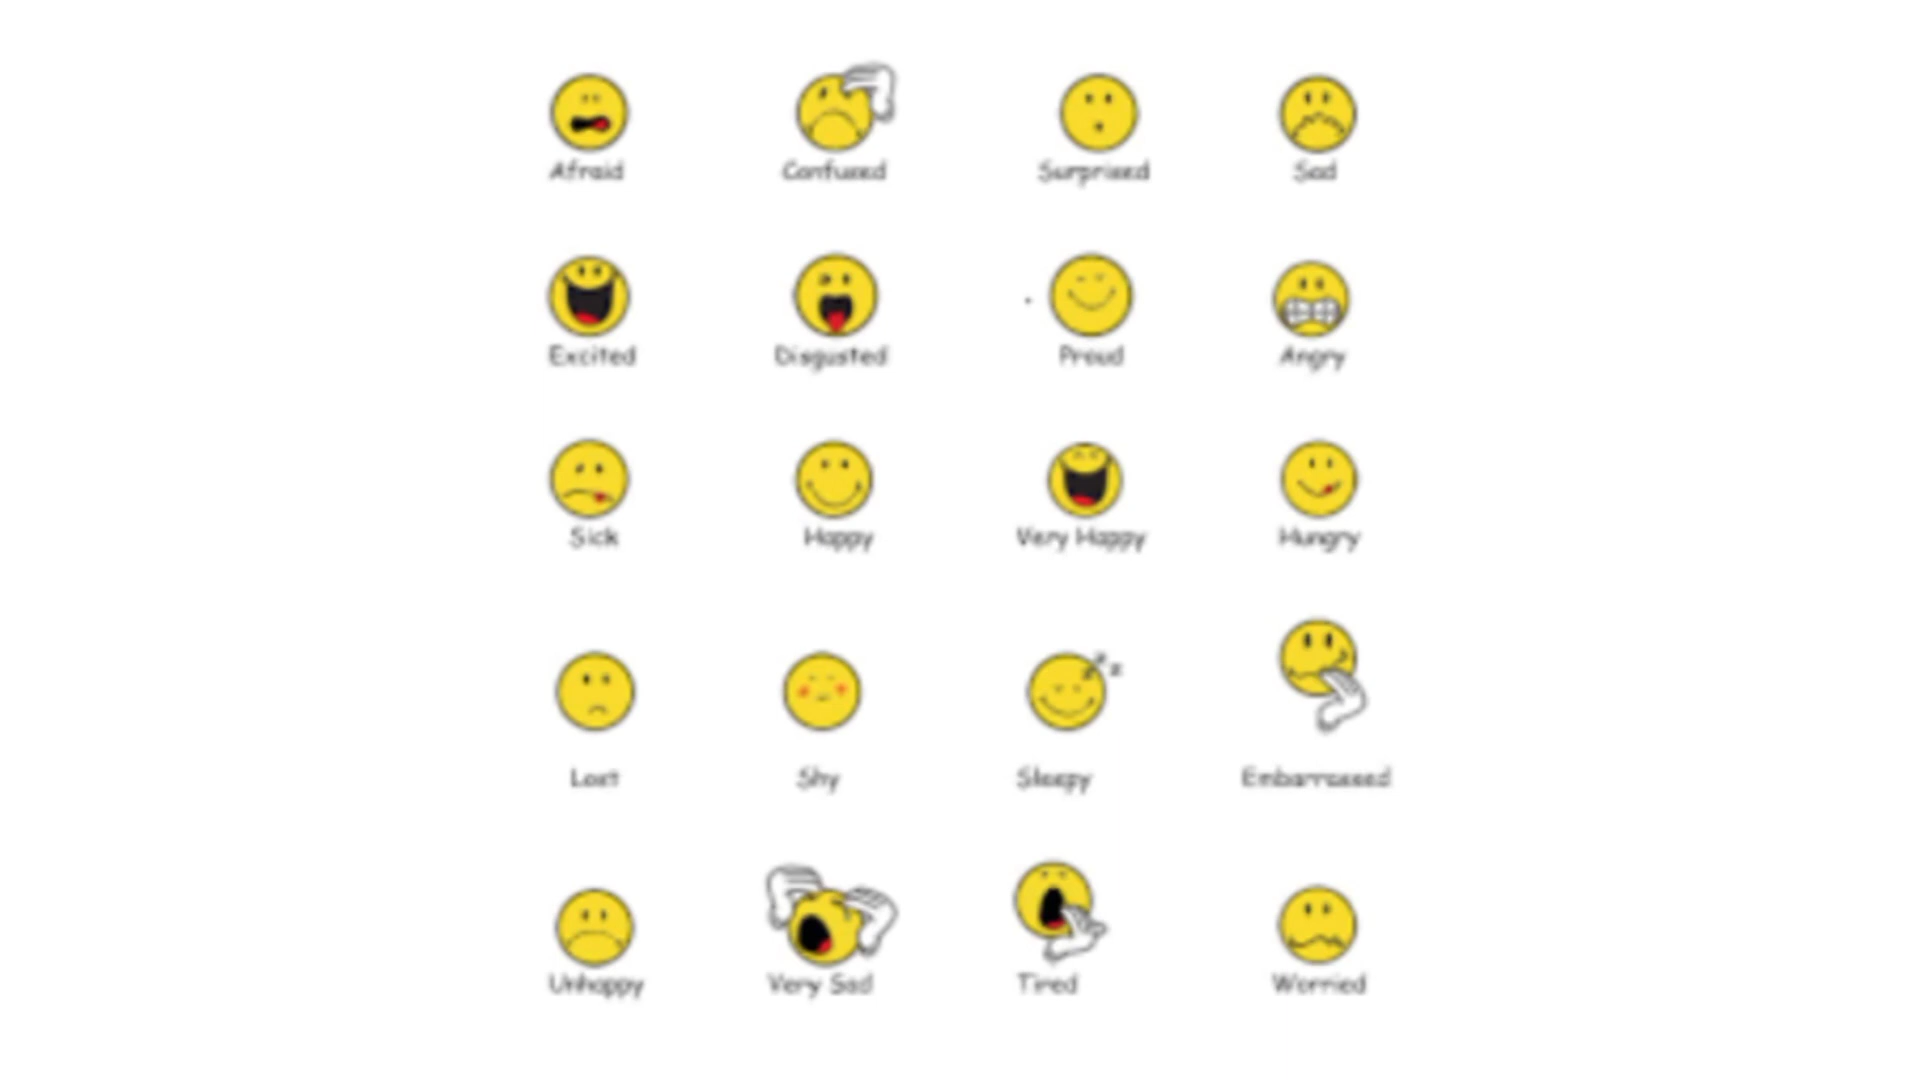 Afraid Confused Surprised Sad
Excited Disgusted Proud Angry
Sick Happy Very Happy Hungry
z z
Lost Shy Sleepy Embarrassed
Unhappy Very Sad Tired Worried